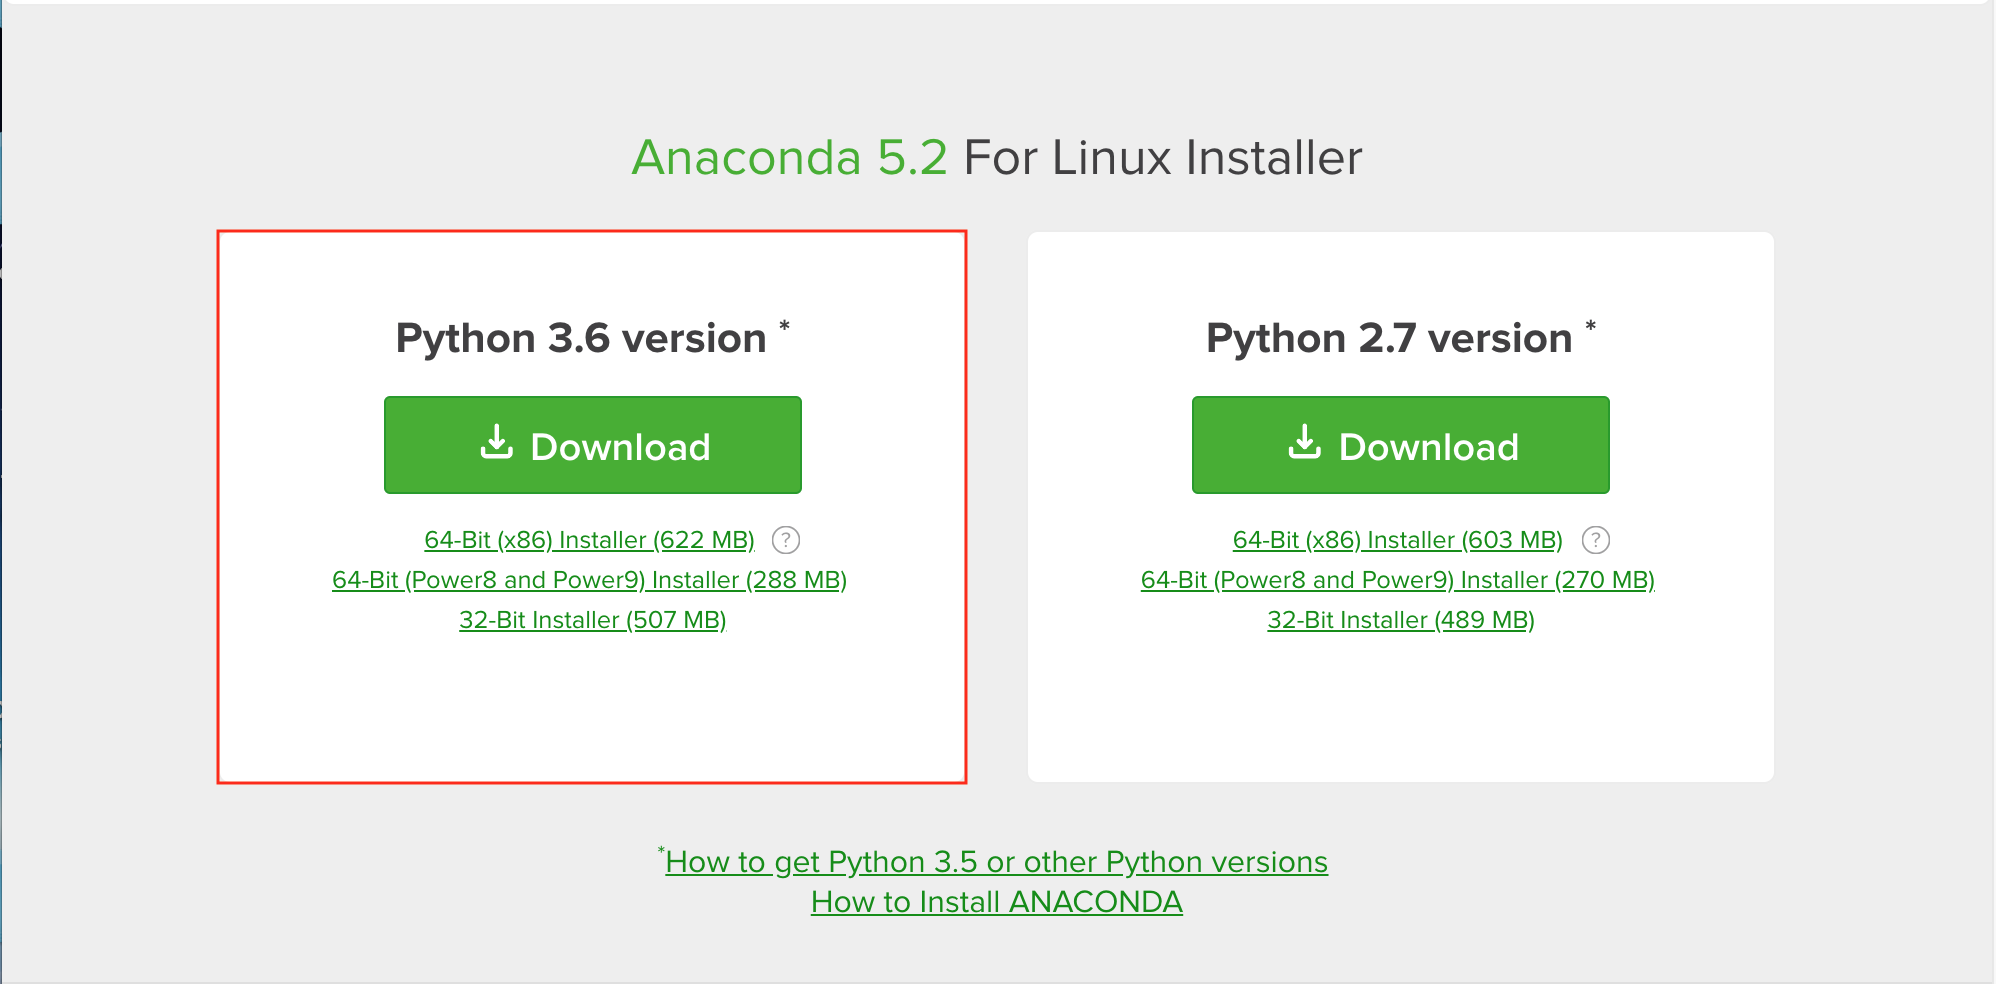 Anaconda 5.2 For Linux Installer
Python 3.6 version *
Download
64-Bit (x86) Installer (622 MB) ?
64-Bit (Power8 and Power9) Installer (288 MB)
32-Bit Installer (507 MB)
Python 2.7 version *
Download
64-Bit (x86) Installer (603 MB) ?
64-Bit (Power8 and Power9) Installer (270 MB)
32-Bit Installer (489 MB)
*How to get Python 3.5 or other Python versions
How to Install ANACONDA